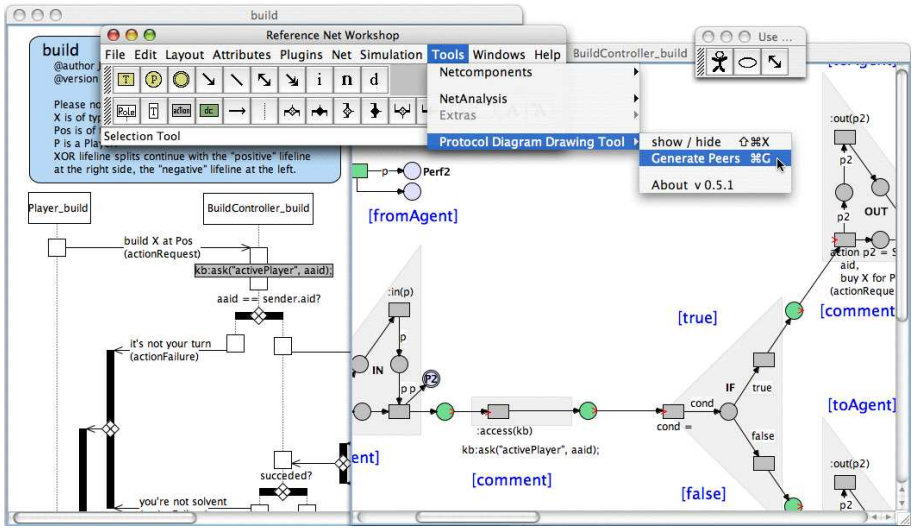 build
Reference Net Workshop
Use ...
File Edit Layout Attributes Plugins Net Simulation Tools Windows Help
BuildController_build
build
@author
@version
Please no
X is of typ
Pos is of
P is a Play
XOR lifeline splits continue with the "positive" lifeline
at the right side, the "negative" lifeline at the left.
T P i n d
Pole T action dc
Selection Tool
Netcomponents
NetAnalysis
Extras
Protocol Diagram Drawing Tool
show / hide ⇧⌘X
Generate Peers ⌘G
About v 0.5.1
Player_build
BuildController_build
build X at Pos
(actionRequest)
kb:ask("activePlayer", aaid);
aaid == sender.aid?
it's not your turn
(actionFailure)
succeded?
you're not solvent
p
Perf2
[fromAgent]
:in(p)
p
IN
p p
P2
:access(kb)
kb:ask("activePlayer", aaid);
[comment]
cond
cond =
IF
true
false
[true]
[false]
:out(p2)
p2
OUT
p2
action p2 = S
aid,
buy X for P
(actionReque
[comment
[toAgent]
:out(p2)
p2
ent]